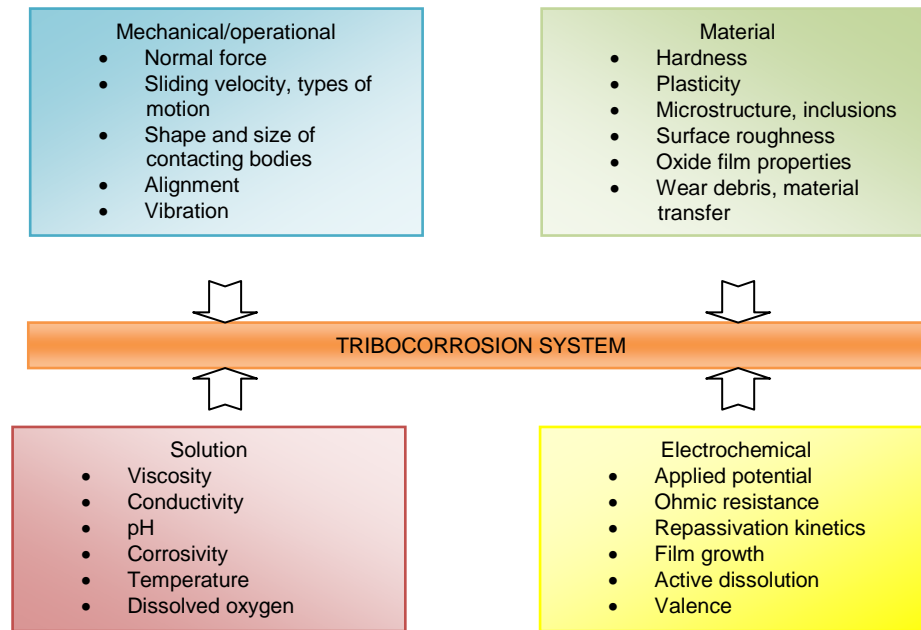 Mechanical/operational
• Normal force
• Sliding velocity, types of
motion
• Shape and size of
contacting bodies
• Alignment
• Vibration
Material
• Hardness
• Plasticity
• Microstructure, inclusions
• Surface roughness
• Oxide film properties
• Wear debris, material
transfer
TRIBOCORROSION SYSTEM
Solution
• Viscosity
• Conductivity
• pH
• Corrosivity
• Temperature
• Dissolved oxygen
Electrochemical
• Applied potential
• Ohmic resistance
• Repassivation kinetics
• Film growth
• Active dissolution
• Valence